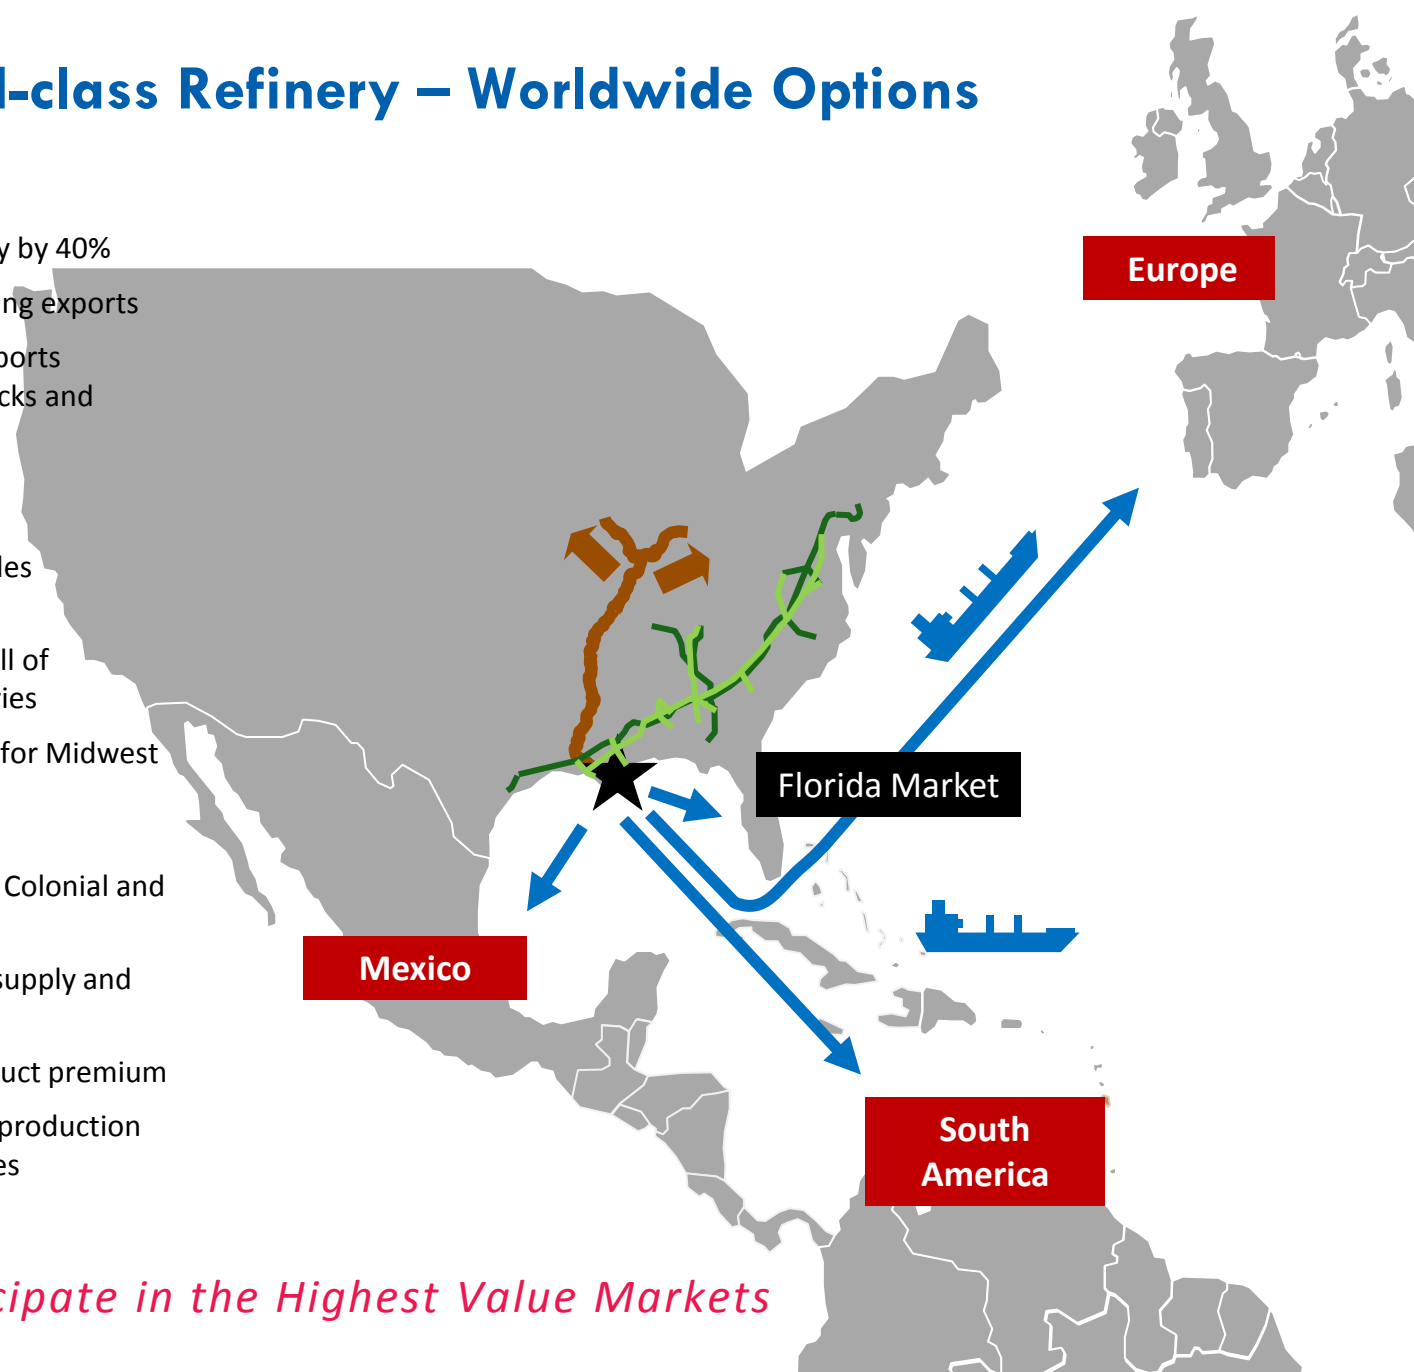 l-class Refinery – Worldwide Options
y by 40%
ng exports
ports
cks and
les
ll of
ries
for Midwest
Colonial and
supply and
uct premium
production
es
cipate in the Highest Value Markets
Europe
Florida Market
Mexico
South
America